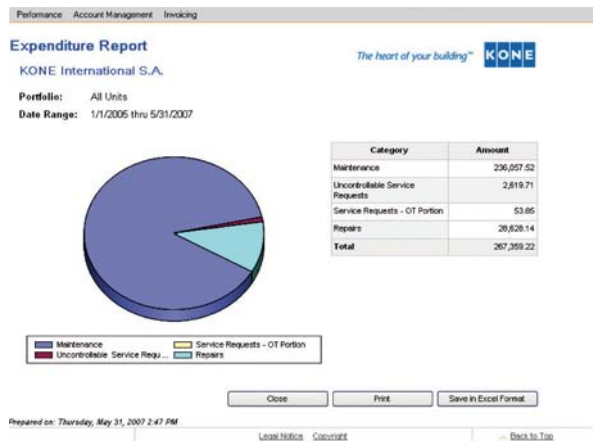 Performance Account Management Invoicing
Expenditure Report
The heart of your building™ KONE
KONE International S.A.
Portfolio: All Units
Date Range: 1/1/2005 thru 5/31/2007
Category Amount
Maintenance 236,057.52
Uncontrollable Service Requests 2,619.71
Service Requests - OT Portion 53.85
Repairs 28,628.14
Total 267,359.22
Maintenance Service Requests - OT Portion
Uncontrollable Service Requ... Repairs
Close Print Save in Excel Format
Prepared on: Thursday, May 31, 2007 2:47 PM
Legal Notice Copyright Back to Top